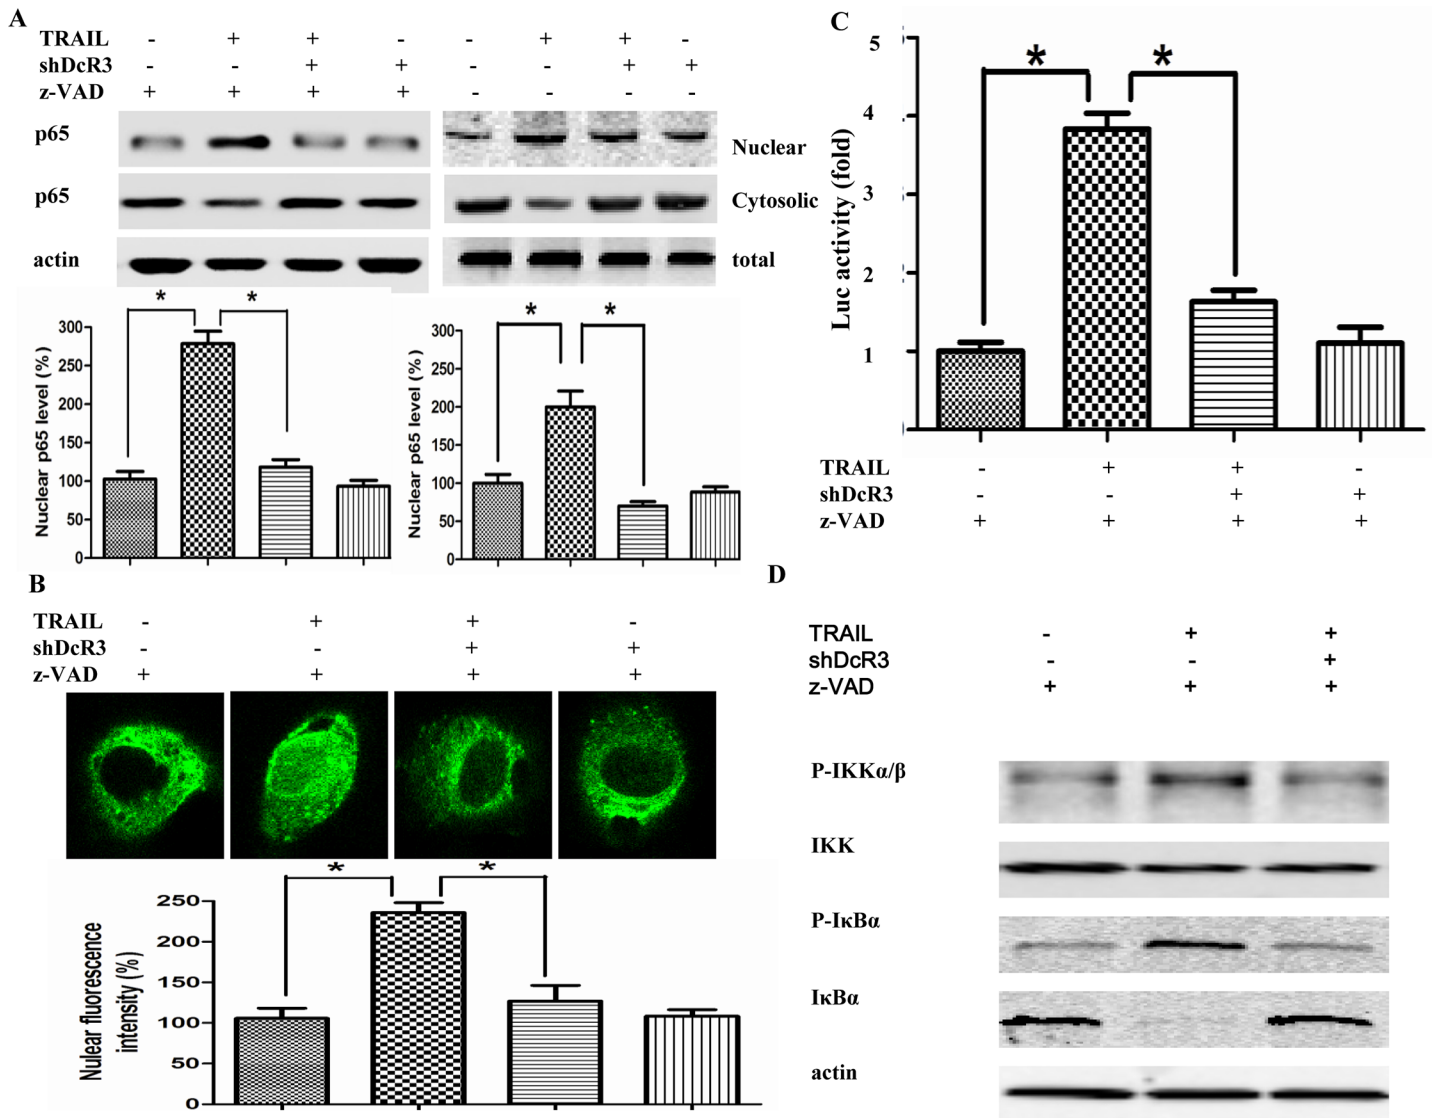 A
TRAIL - + + - - + + -
shDcR3 - - + + - - + +
z-VAD + + + + - - - -
p65 Nuclear
p65 Cytosolic
actin total
* * * *
Nuclear p65 level (%)
300
250
200
150
100
50
0
Nuclear p65 level (%)
300
250
200
150
100
50
0
B
TRAIL - + + -
shDcR3 - - + +
z-VAD + + + +
* *
Nulear fluorescence
intensity (%)
250
200
150
100
50
0
C
* *
Luc activity (fold)
5
4
3
2
1
TRAIL - + + -
shDcR3 - - + +
z-VAD + + + +
D
TRAIL - + +
shDcR3 - - +
z-VAD + + +
P-IKKα/β
IKK
P-IκBα
IκBα
actin